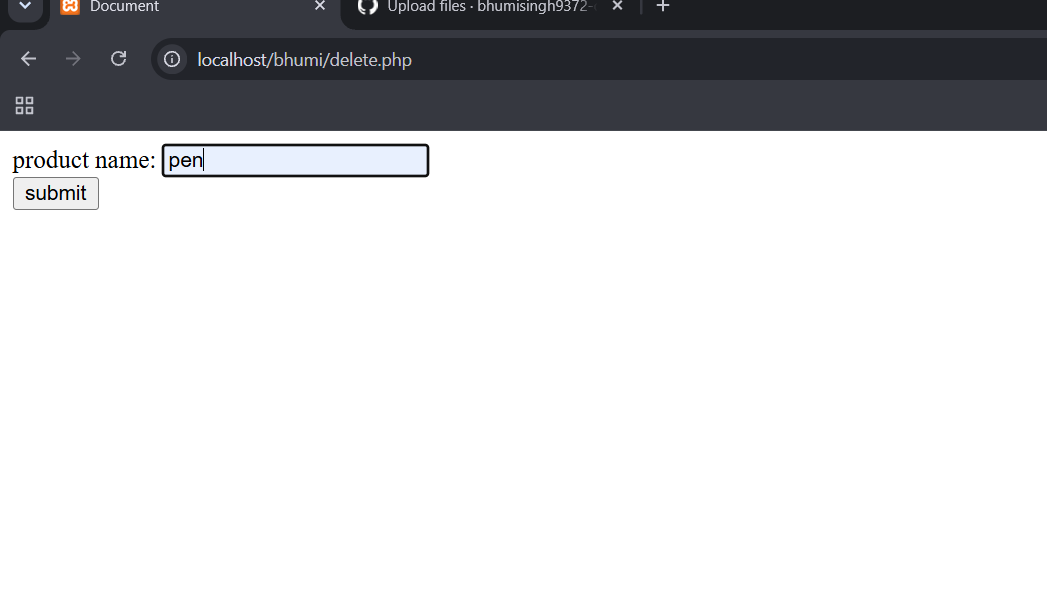 Document
Upload files · bhumisingh9372-
localhost/bhumi/delete.php
product name: pen
submit